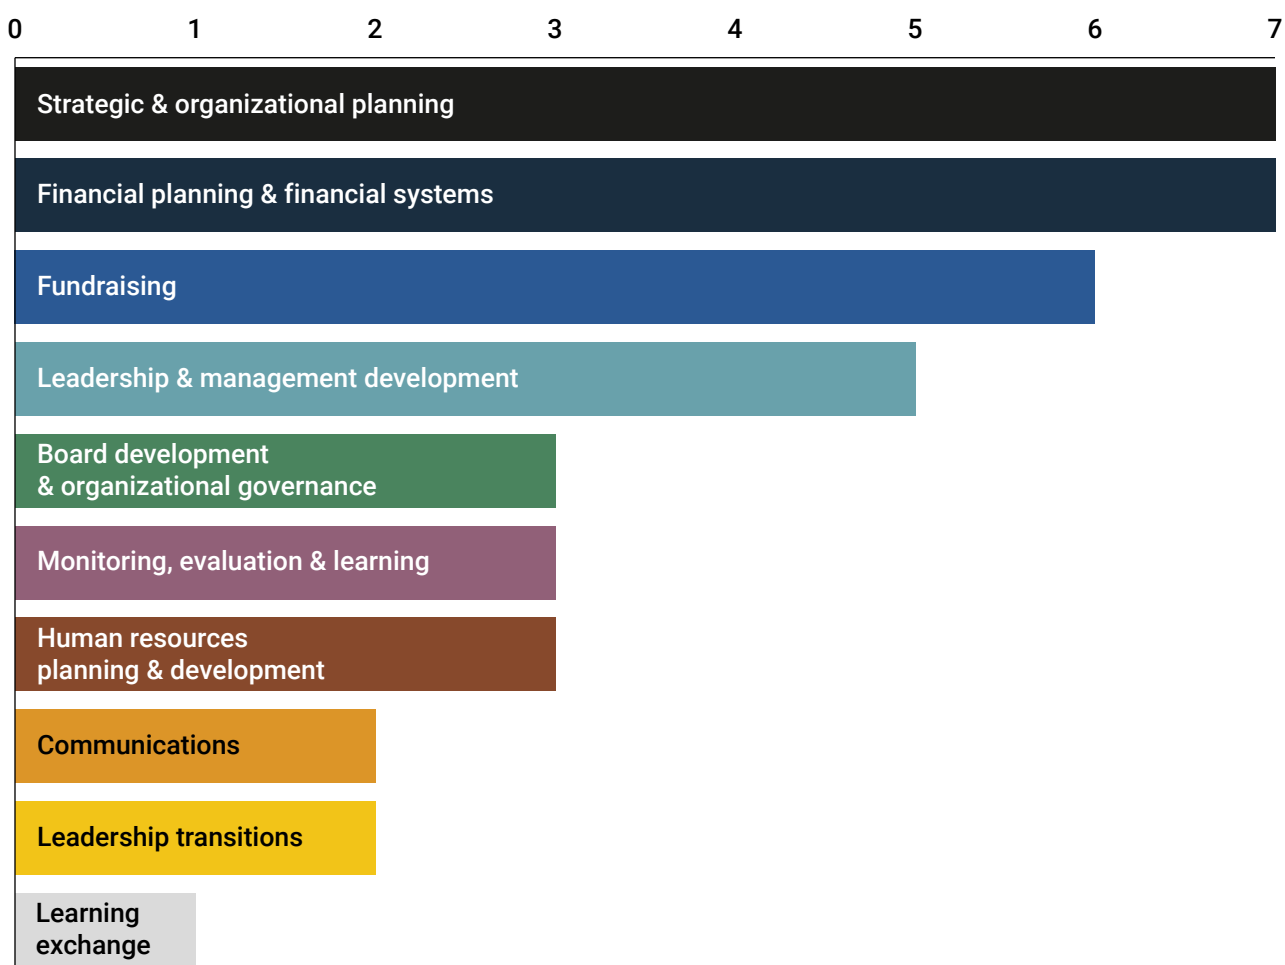 0 1 2 3 4 5 6 7
Strategic & organizational planning
Financial planning & financial systems
Fundraising
Leadership & management development
Board development
& organizational governance
Monitoring, evaluation & learning
Human resources
planning & development
Communications
Leadership transitions
Learning
exchange